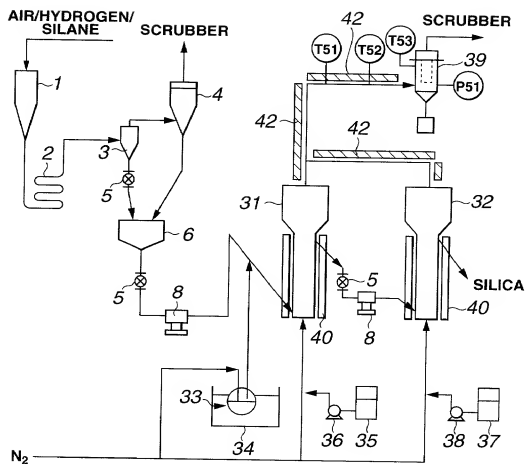 AIR/HYDROGEN/
SILANE
SCRUBBER
42
T51
T52
T53
SCRUBBER
39
P51
1
4
42
42
2
3
5
31
32
6
5
5
SILICA
8
8
40
40
33
34
36
35
38
37
N2